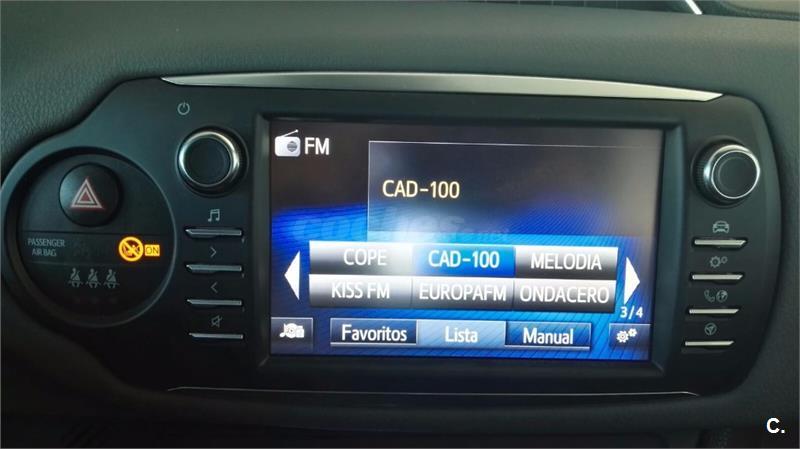 FM
CAD-100
COPE CAD-100 MELODIA
KISS FM EUROPAFM ONDACERO
3/4
Favoritos Lista Manual
PASSENGER
AIR BAG
ON
C.